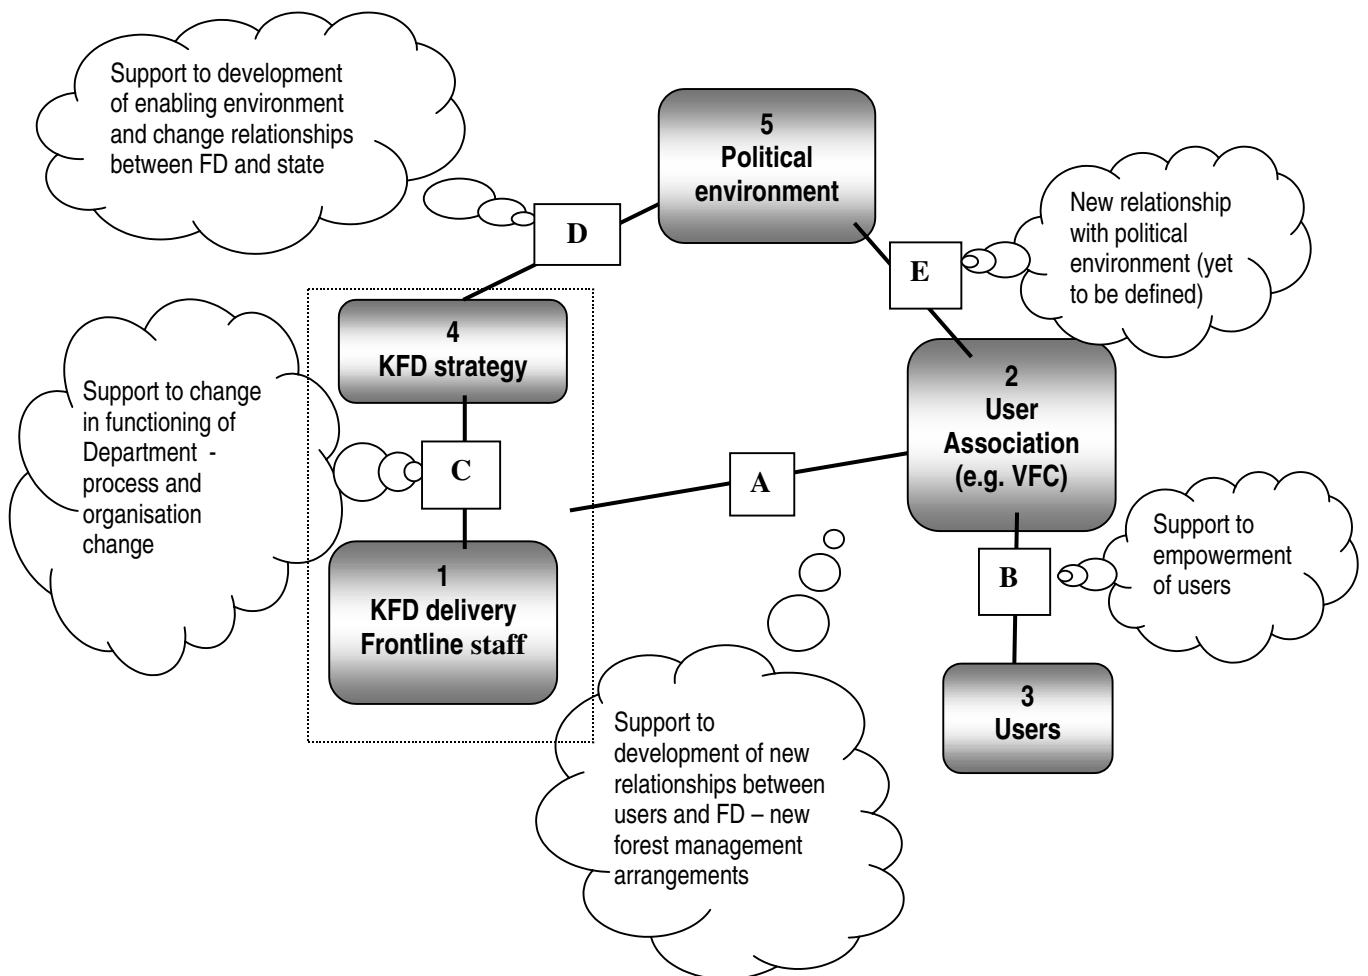 Support to development
of enabling environment
and change relationships
between FD and state
5
Political
environment
D
New relationship
with political
environment (yet
to be defined)
E
4
KFD strategy
2
User
Association
(e.g. VFC)
Support to change
in functioning of
Department -
process and
organisation
change
C
A
Support to
empowerment
of users
B
1
KFD delivery
Frontline staff
3
Users
Support to
development of new
relationships between
users and FD – new
forest management
arrangements